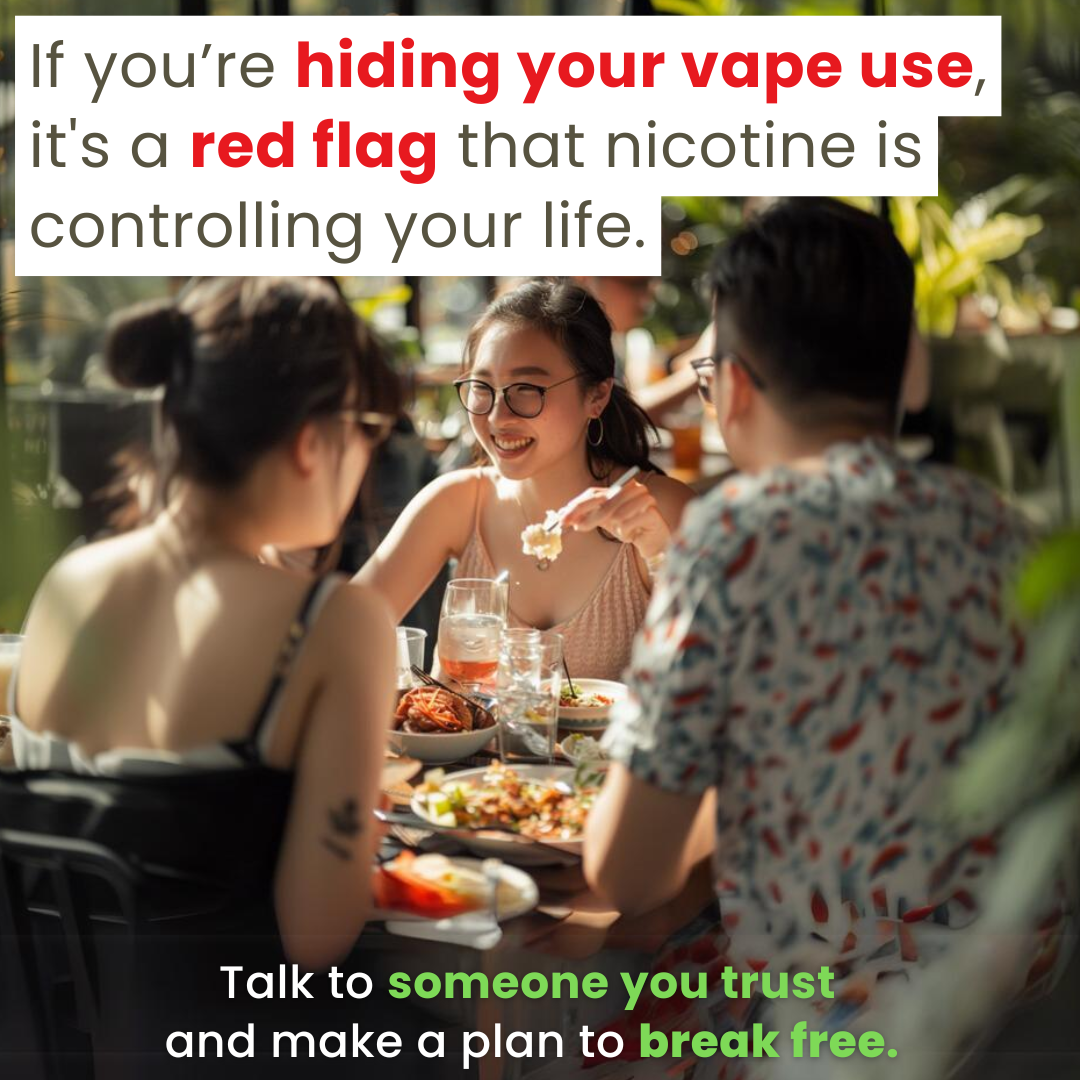 If you’re hiding your vape use,
it's a red flag that nicotine is
controlling your life.
Talk to someone you trust
and make a plan to break free.